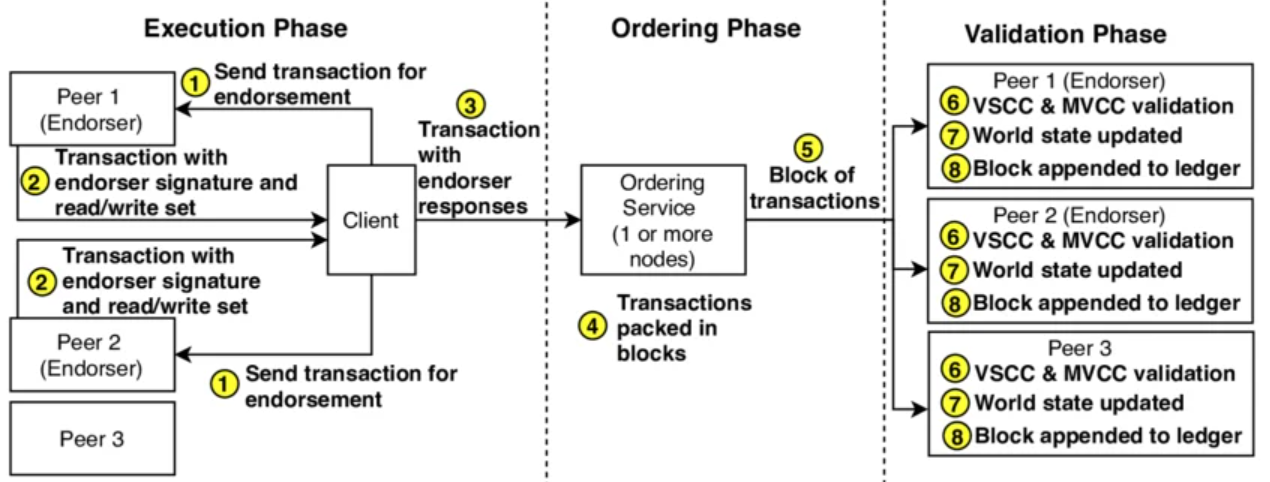 Execution Phase
Peer 1
(Endorser)
1
Send transaction for
endorsement
2
Transaction with
endorser signature and
read/write set
Client
2
Transaction with
endorser signature
and read/write set
Peer 2
(Endorser)
1
Send transaction for
endorsement
Peer 3
3
Transaction
with
endorser
responses
Ordering Phase
Ordering
Service
(1 or more
nodes)
4
Transactions
packed in
blocks
5
Block of
transactions
Validation Phase
Peer 1 (Endorser)
6 VSCC & MVCC validation
7 World state updated
8 Block appended to ledger
Peer 2 (Endorser)
6 VSCC & MVCC validation
7 World state updated
8 Block appended to ledger
Peer 3
6 VSCC & MVCC validation
7 World state updated
8 Block appended to ledger